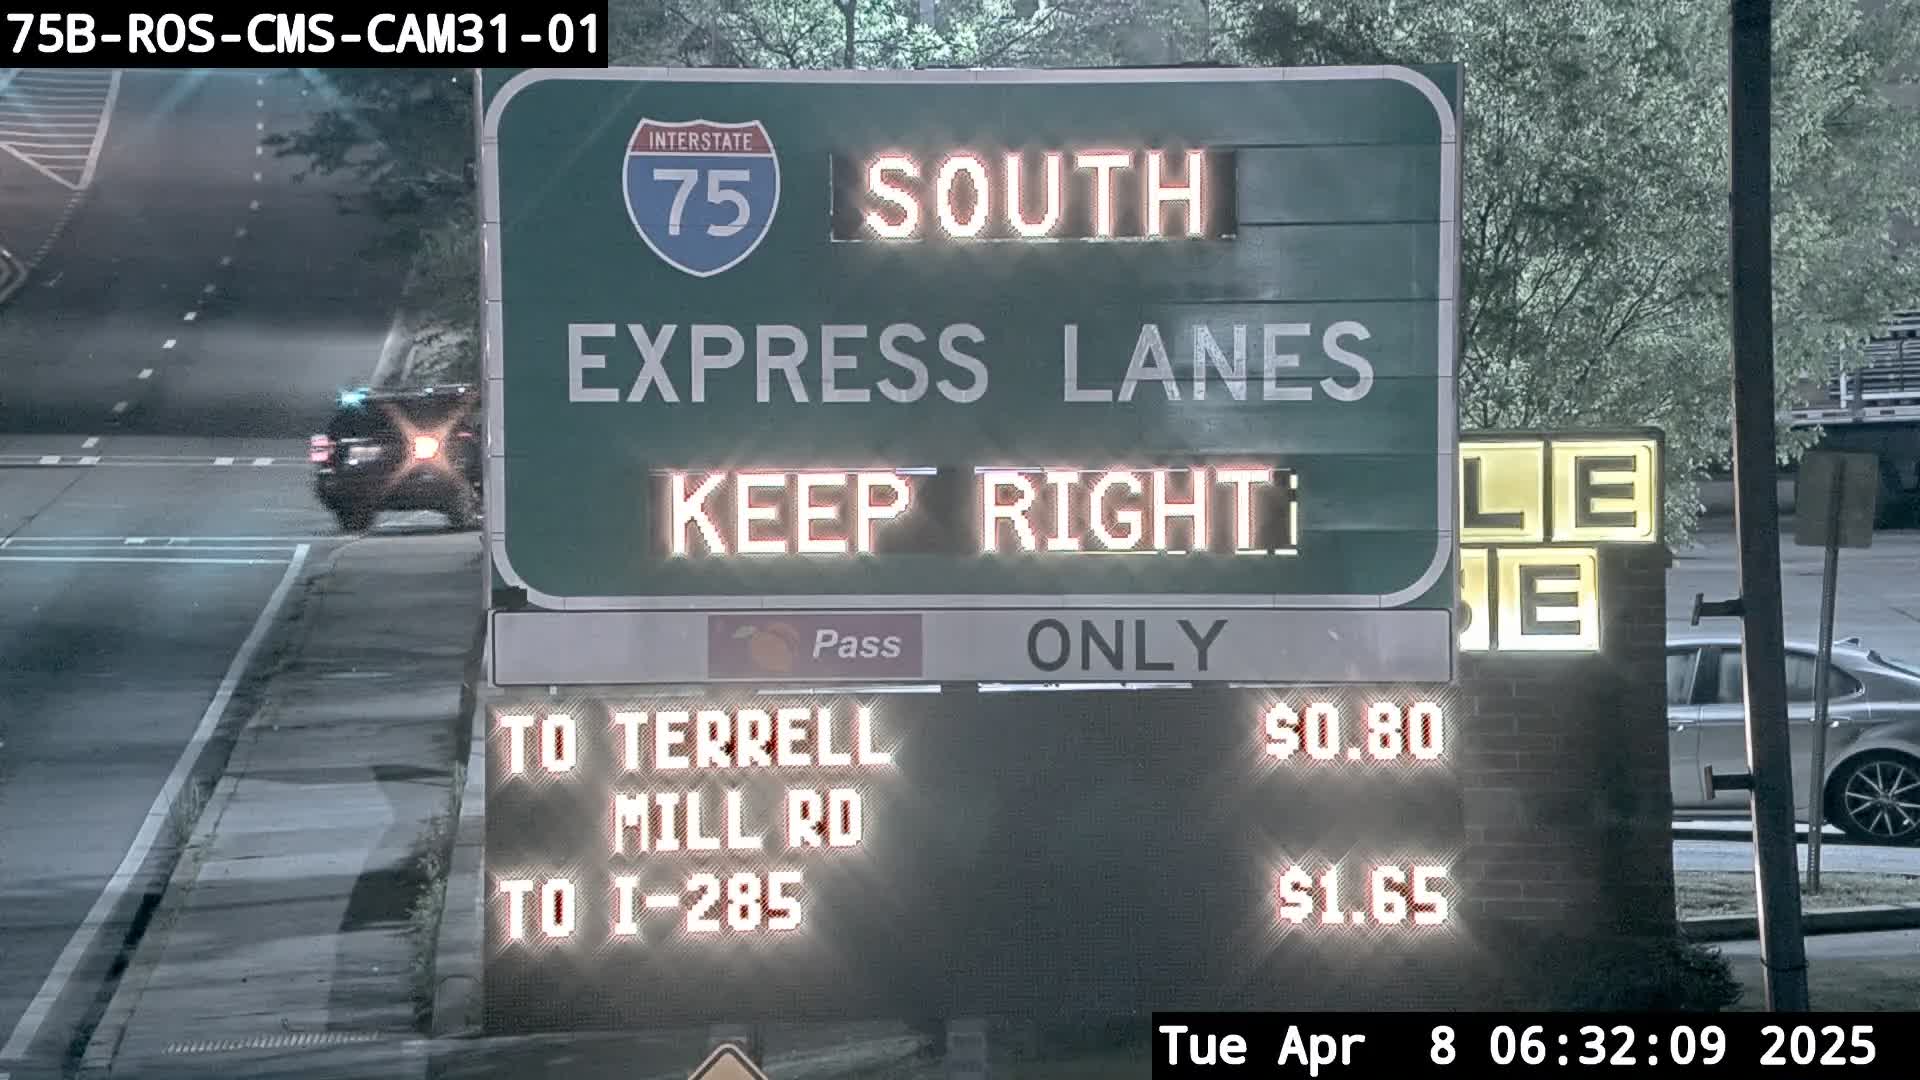 75B-ROS-CMS-CAM31-01
INTERSTATE
75
SOUTH
EXPRESS LANES
KEEP RIGHT
Pass ONLY
TO TERRELL $0.80
MILL RD
TO I-285 $1.65
LE
E
Tue Apr 8 06:32:09 2025